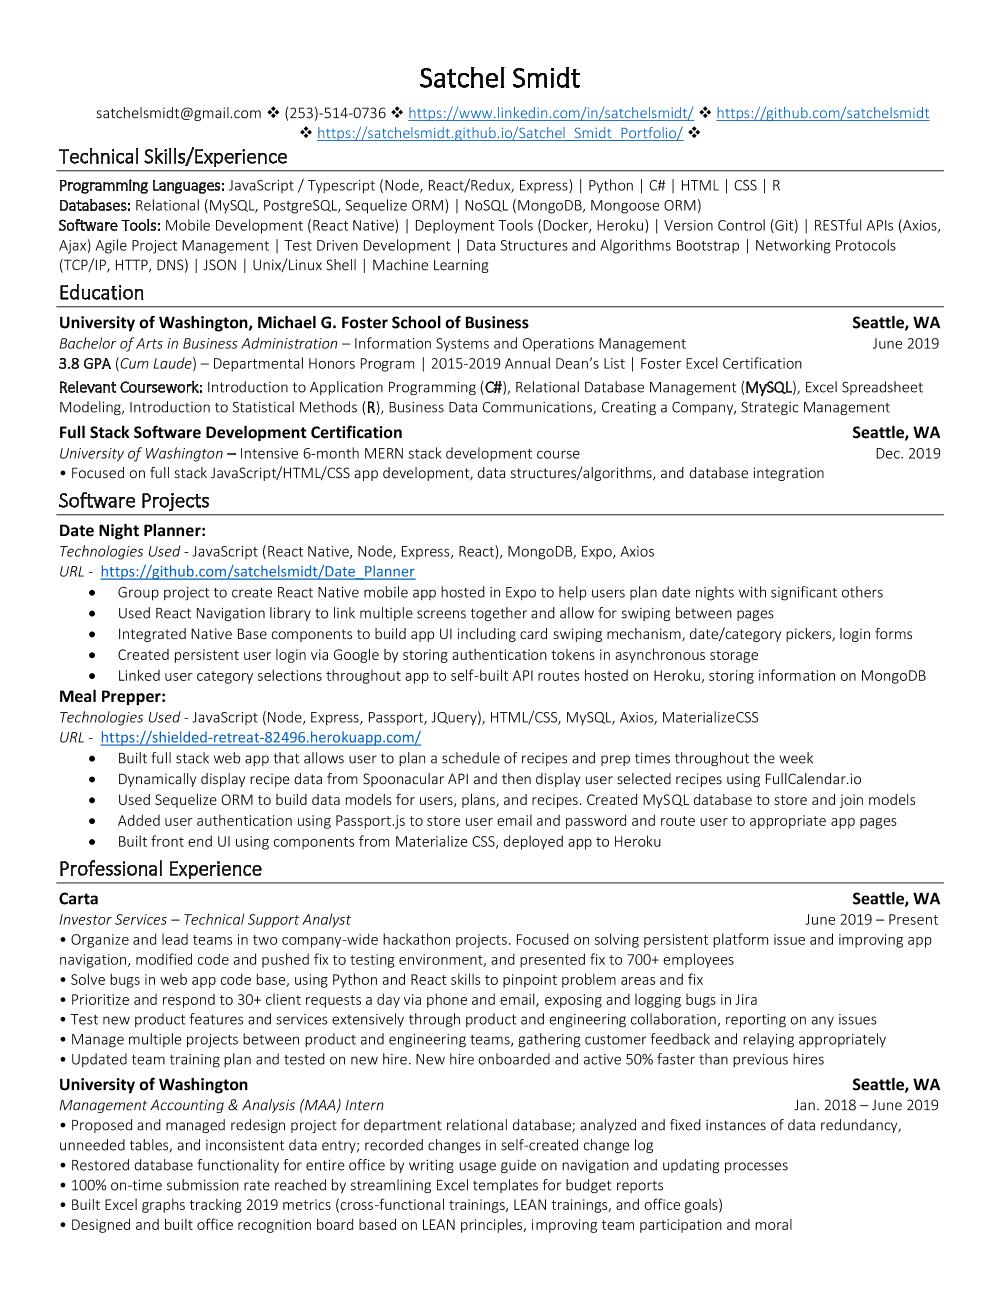 Satchel Smidt
satchelsmidt@gmail.com ❖ (253)-514-0736 ❖ https://www.linkedin.com/in/satchelsmidt/ ❖ https://github.com/satchelsmidt
❖ https://satchelsmidt.github.io/Satchel_Smidt_Portfolio/ ❖
Technical Skills/Experience
Programming Languages: JavaScript / Typescript (Node, React/Redux, Express) | Python | C# | HTML | CSS | R
Databases: Relational (MySQL, PostgreSQL, Sequelize ORM) | NoSQL (MongoDB, Mongoose ORM)
Software Tools: Mobile Development (React Native) | Deployment Tools (Docker, Heroku) | Version Control (Git) | RESTful APIs (Axios,
Ajax) Agile Project Management | Test Driven Development | Data Structures and Algorithms Bootstrap | Networking Protocols
(TCP/IP, HTTP, DNS) | JSON | Unix/Linux Shell | Machine Learning
Education
University of Washington, Michael G. Foster School of Business Seattle, WA
Bachelor of Arts in Business Administration – Information Systems and Operations Management June 2019
3.8 GPA (Cum Laude) – Departmental Honors Program | 2015-2019 Annual Dean’s List | Foster Excel Certification
Relevant Coursework: Introduction to Application Programming (C#), Relational Database Management (MySQL), Excel Spreadsheet
Modeling, Introduction to Statistical Methods (R), Business Data Communications, Creating a Company, Strategic Management
Full Stack Software Development Certification Seattle, WA
University of Washington – Intensive 6-month MERN stack development course Dec. 2019
• Focused on full stack JavaScript/HTML/CSS app development, data structures/algorithms, and database integration
Software Projects
Date Night Planner:
Technologies Used - JavaScript (React Native, Node, Express, React), MongoDB, Expo, Axios
URL - https://github.com/satchelsmidt/Date_Planner
• Group project to create React Native mobile app hosted in Expo to help users plan date nights with significant others
• Used React Navigation library to link multiple screens together and allow for swiping between pages
• Integrated Native Base components to build app UI including card swiping mechanism, date/category pickers, login forms
• Created persistent user login via Google by storing authentication tokens in asynchronous storage
• Linked user category selections throughout app to self-built API routes hosted on Heroku, storing information on MongoDB
Meal Prepper:
Technologies Used - JavaScript (Node, Express, Passport, JQuery), HTML/CSS, MySQL, Axios, MaterializeCSS
URL - https://shielded-retreat-82496.herokuapp.com/
• Built full stack web app that allows user to plan a schedule of recipes and prep times throughout the week
• Dynamically display recipe data from Spoonacular API and then display user selected recipes using FullCalendar.io
• Used Sequelize ORM to build data models for users, plans, and recipes. Created MySQL database to store and join models
• Added user authentication using Passport.js to store user email and password and route user to appropriate app pages
• Built front end UI using components from Materialize CSS, deployed app to Heroku
Professional Experience
Carta Seattle, WA
Investor Services – Technical Support Analyst June 2019 – Present
• Organize and lead teams in two company-wide hackathon projects. Focused on solving persistent platform issue and improving app
navigation, modified code and pushed fix to testing environment, and presented fix to 700+ employees
• Solve bugs in web app code base, using Python and React skills to pinpoint problem areas and fix
• Prioritize and respond to 30+ client requests a day via phone and email, exposing and logging bugs in Jira
• Test new product features and services extensively through product and engineering collaboration, reporting on any issues
• Manage multiple projects between product and engineering teams, gathering customer feedback and relaying appropriately
• Updated team training plan and tested on new hire. New hire onboarded and active 50% faster than previous hires
University of Washington Seattle, WA
Management Accounting & Analysis (MAA) Intern Jan. 2018 – June 2019
• Proposed and managed redesign project for department relational database; analyzed and fixed instances of data redundancy,
unneeded tables, and inconsistent data entry; recorded changes in self-created change log
• Restored database functionality for entire office by writing usage guide on navigation and updating processes
• 100% on-time submission rate reached by streamlining Excel templates for budget reports
• Built Excel graphs tracking 2019 metrics (cross-functional trainings, LEAN trainings, and office goals)
• Designed and built office recognition board based on LEAN principles, improving team participation and moral